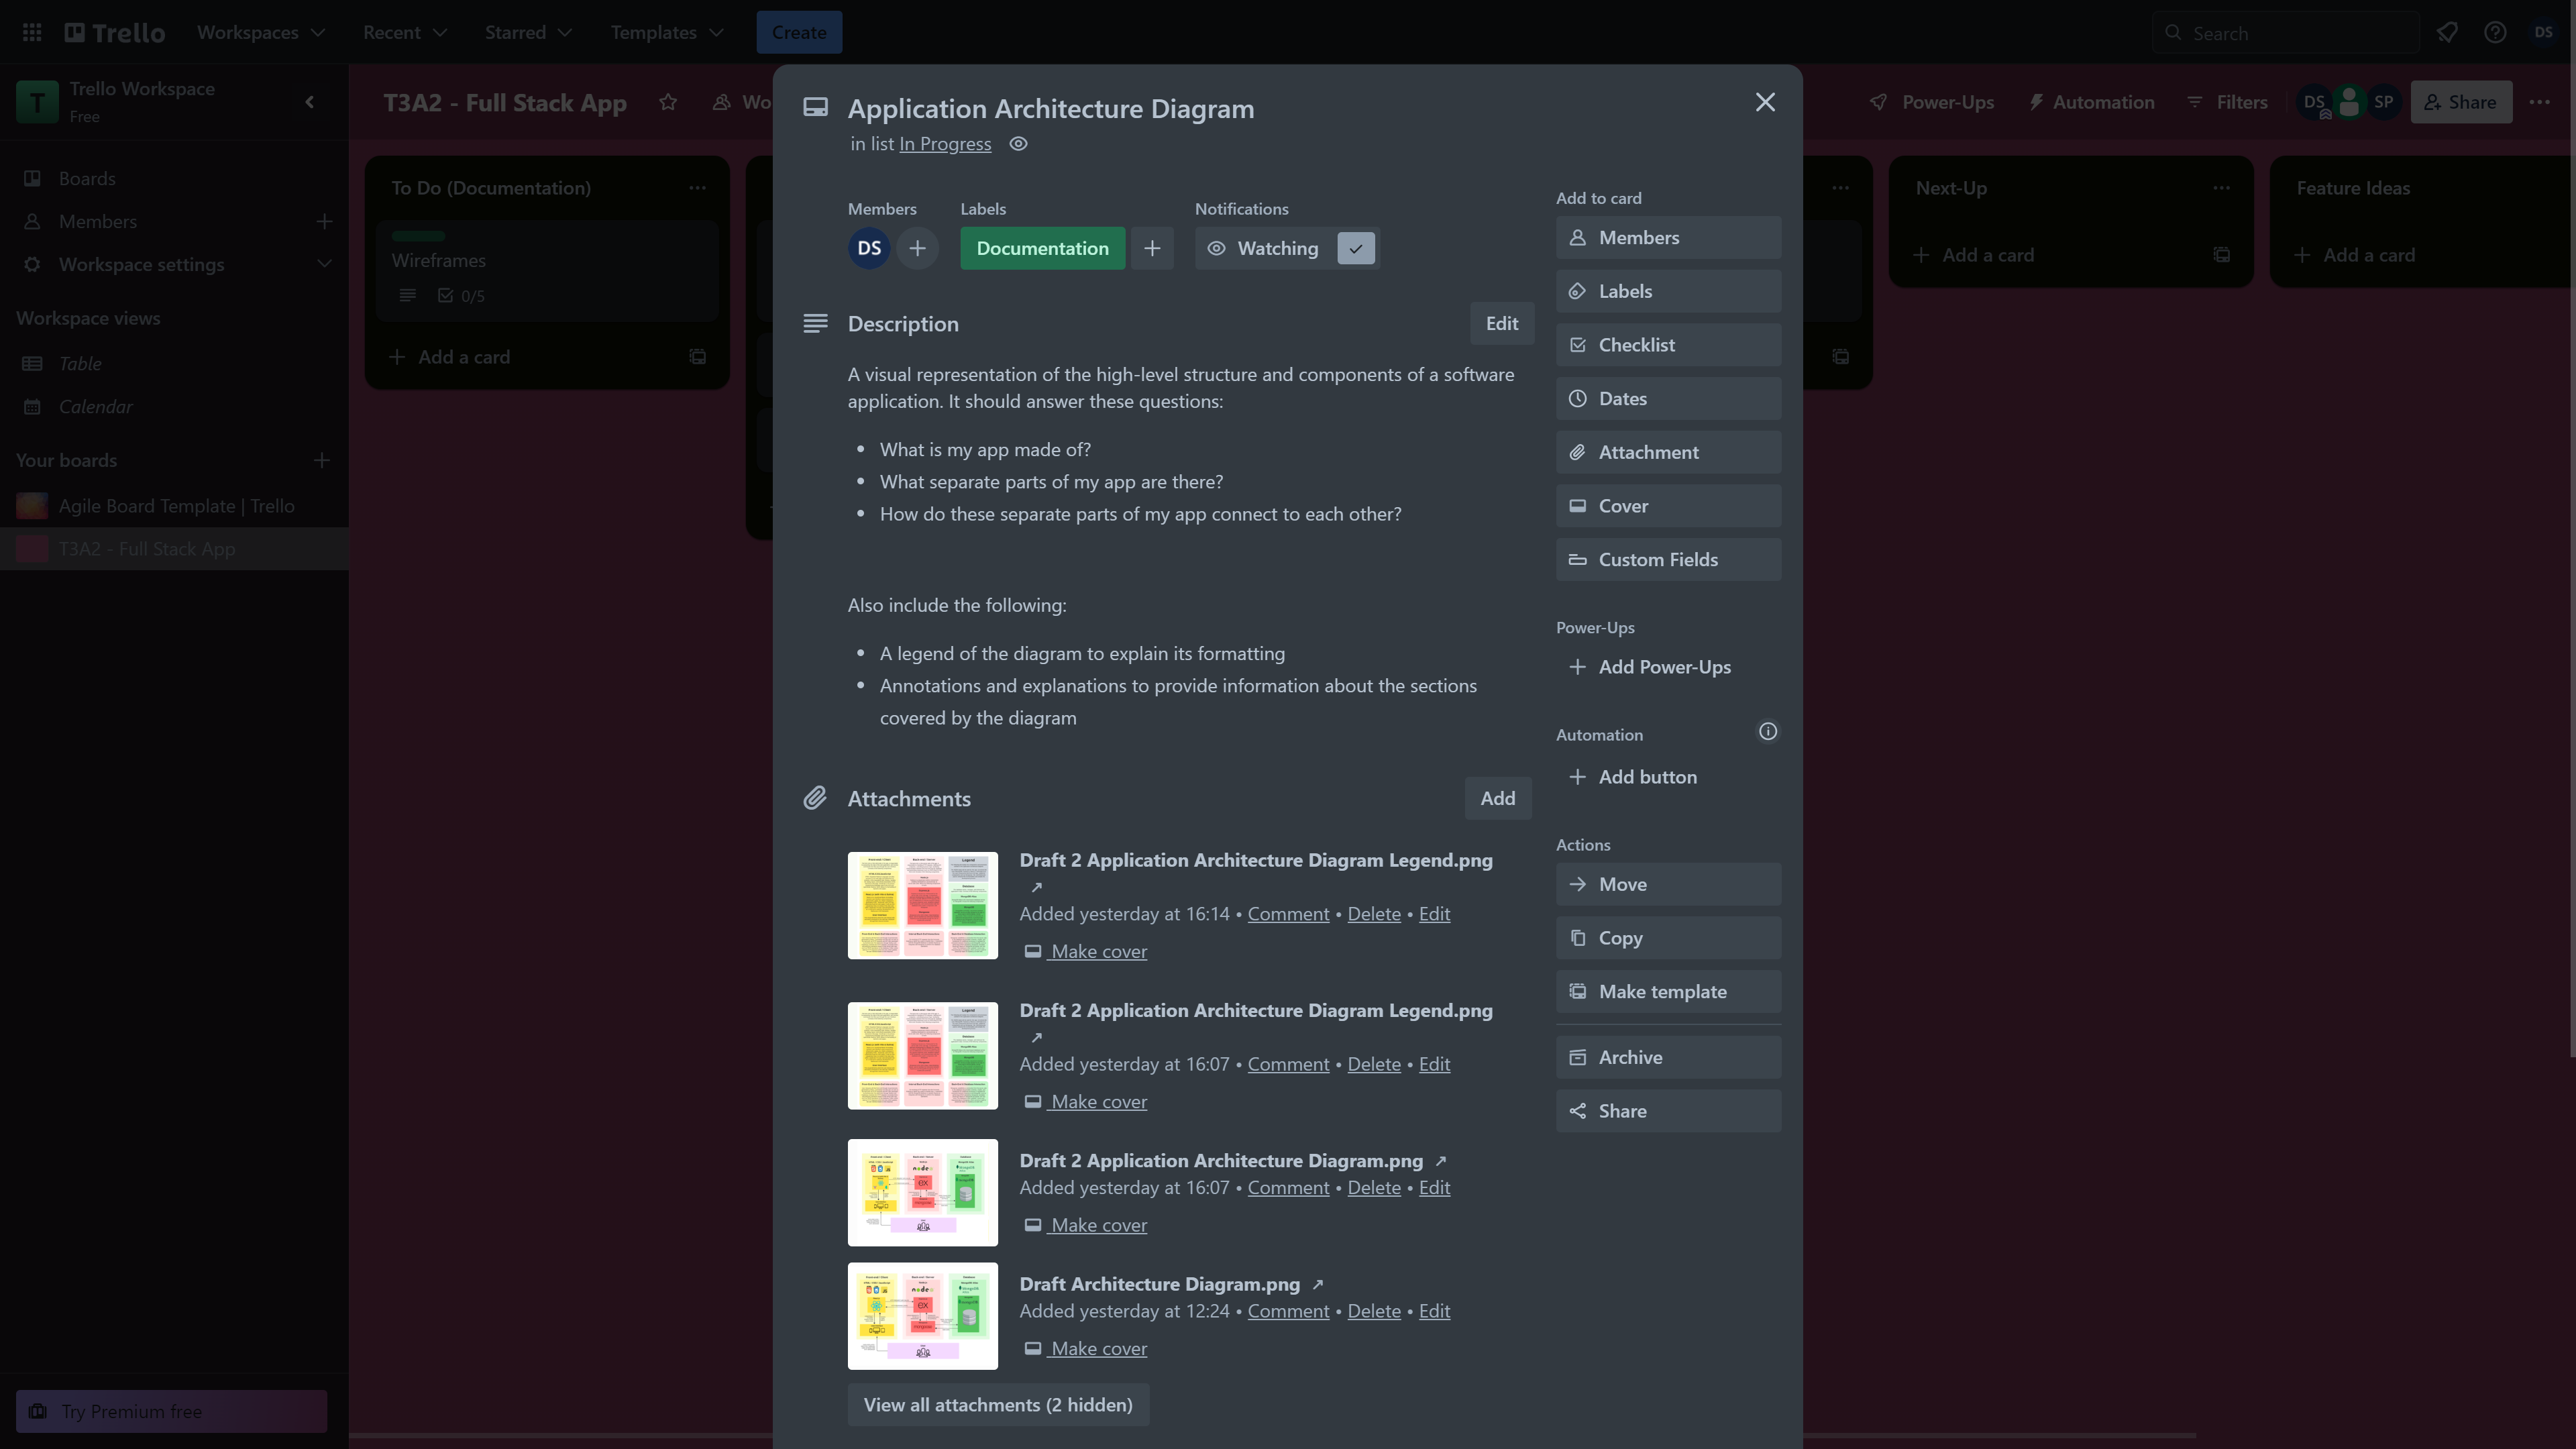 Trello
Workspaces
Recent
Starred
Templates
Create
Search
DS
T
Trello Workspace
Free
Boards
Members
Workspace settings
Workspace views
Table
Calendar
Your boards
Agile Board Template | Trello
T3A2 - Full Stack App
Try Premium free
T3A2 - Full Stack App
Wo
Power-Ups
Automation
Filters
DS
SP
Share
To Do (Documentation)
Wireframes
0/5
Add a card
Next-Up
Add a card
Feature Ideas
Add a card
Application Architecture Diagram
in list In Progress
Members
Labels
Notifications
DS
Documentation
Watching
Description
Edit
A visual representation of the high-level structure and components of a software
application. It should answer these questions:
• What is my app made of?
• What separate parts of my app are there?
• How do these separate parts of my app connect to each other?
Also include the following:
• A legend of the diagram to explain its formatting
• Annotations and explanations to provide information about the sections
covered by the diagram
Attachments
Add
Draft 2 Application Architecture Diagram Legend.png
Added yesterday at 16:14 • Comment • Delete • Edit
Make cover
Draft 2 Application Architecture Diagram Legend.png
Added yesterday at 16:07 • Comment • Delete • Edit
Make cover
Draft 2 Application Architecture Diagram.png
Added yesterday at 16:07 • Comment • Delete • Edit
Make cover
Draft Architecture Diagram.png
Added yesterday at 12:24 • Comment • Delete • Edit
Make cover
View all attachments (2 hidden)
Add to card
Members
Labels
Checklist
Dates
Attachment
Cover
Custom Fields
Power-Ups
Add Power-Ups
Automation
Add button
Actions
Move
Copy
Make template
Archive
Share